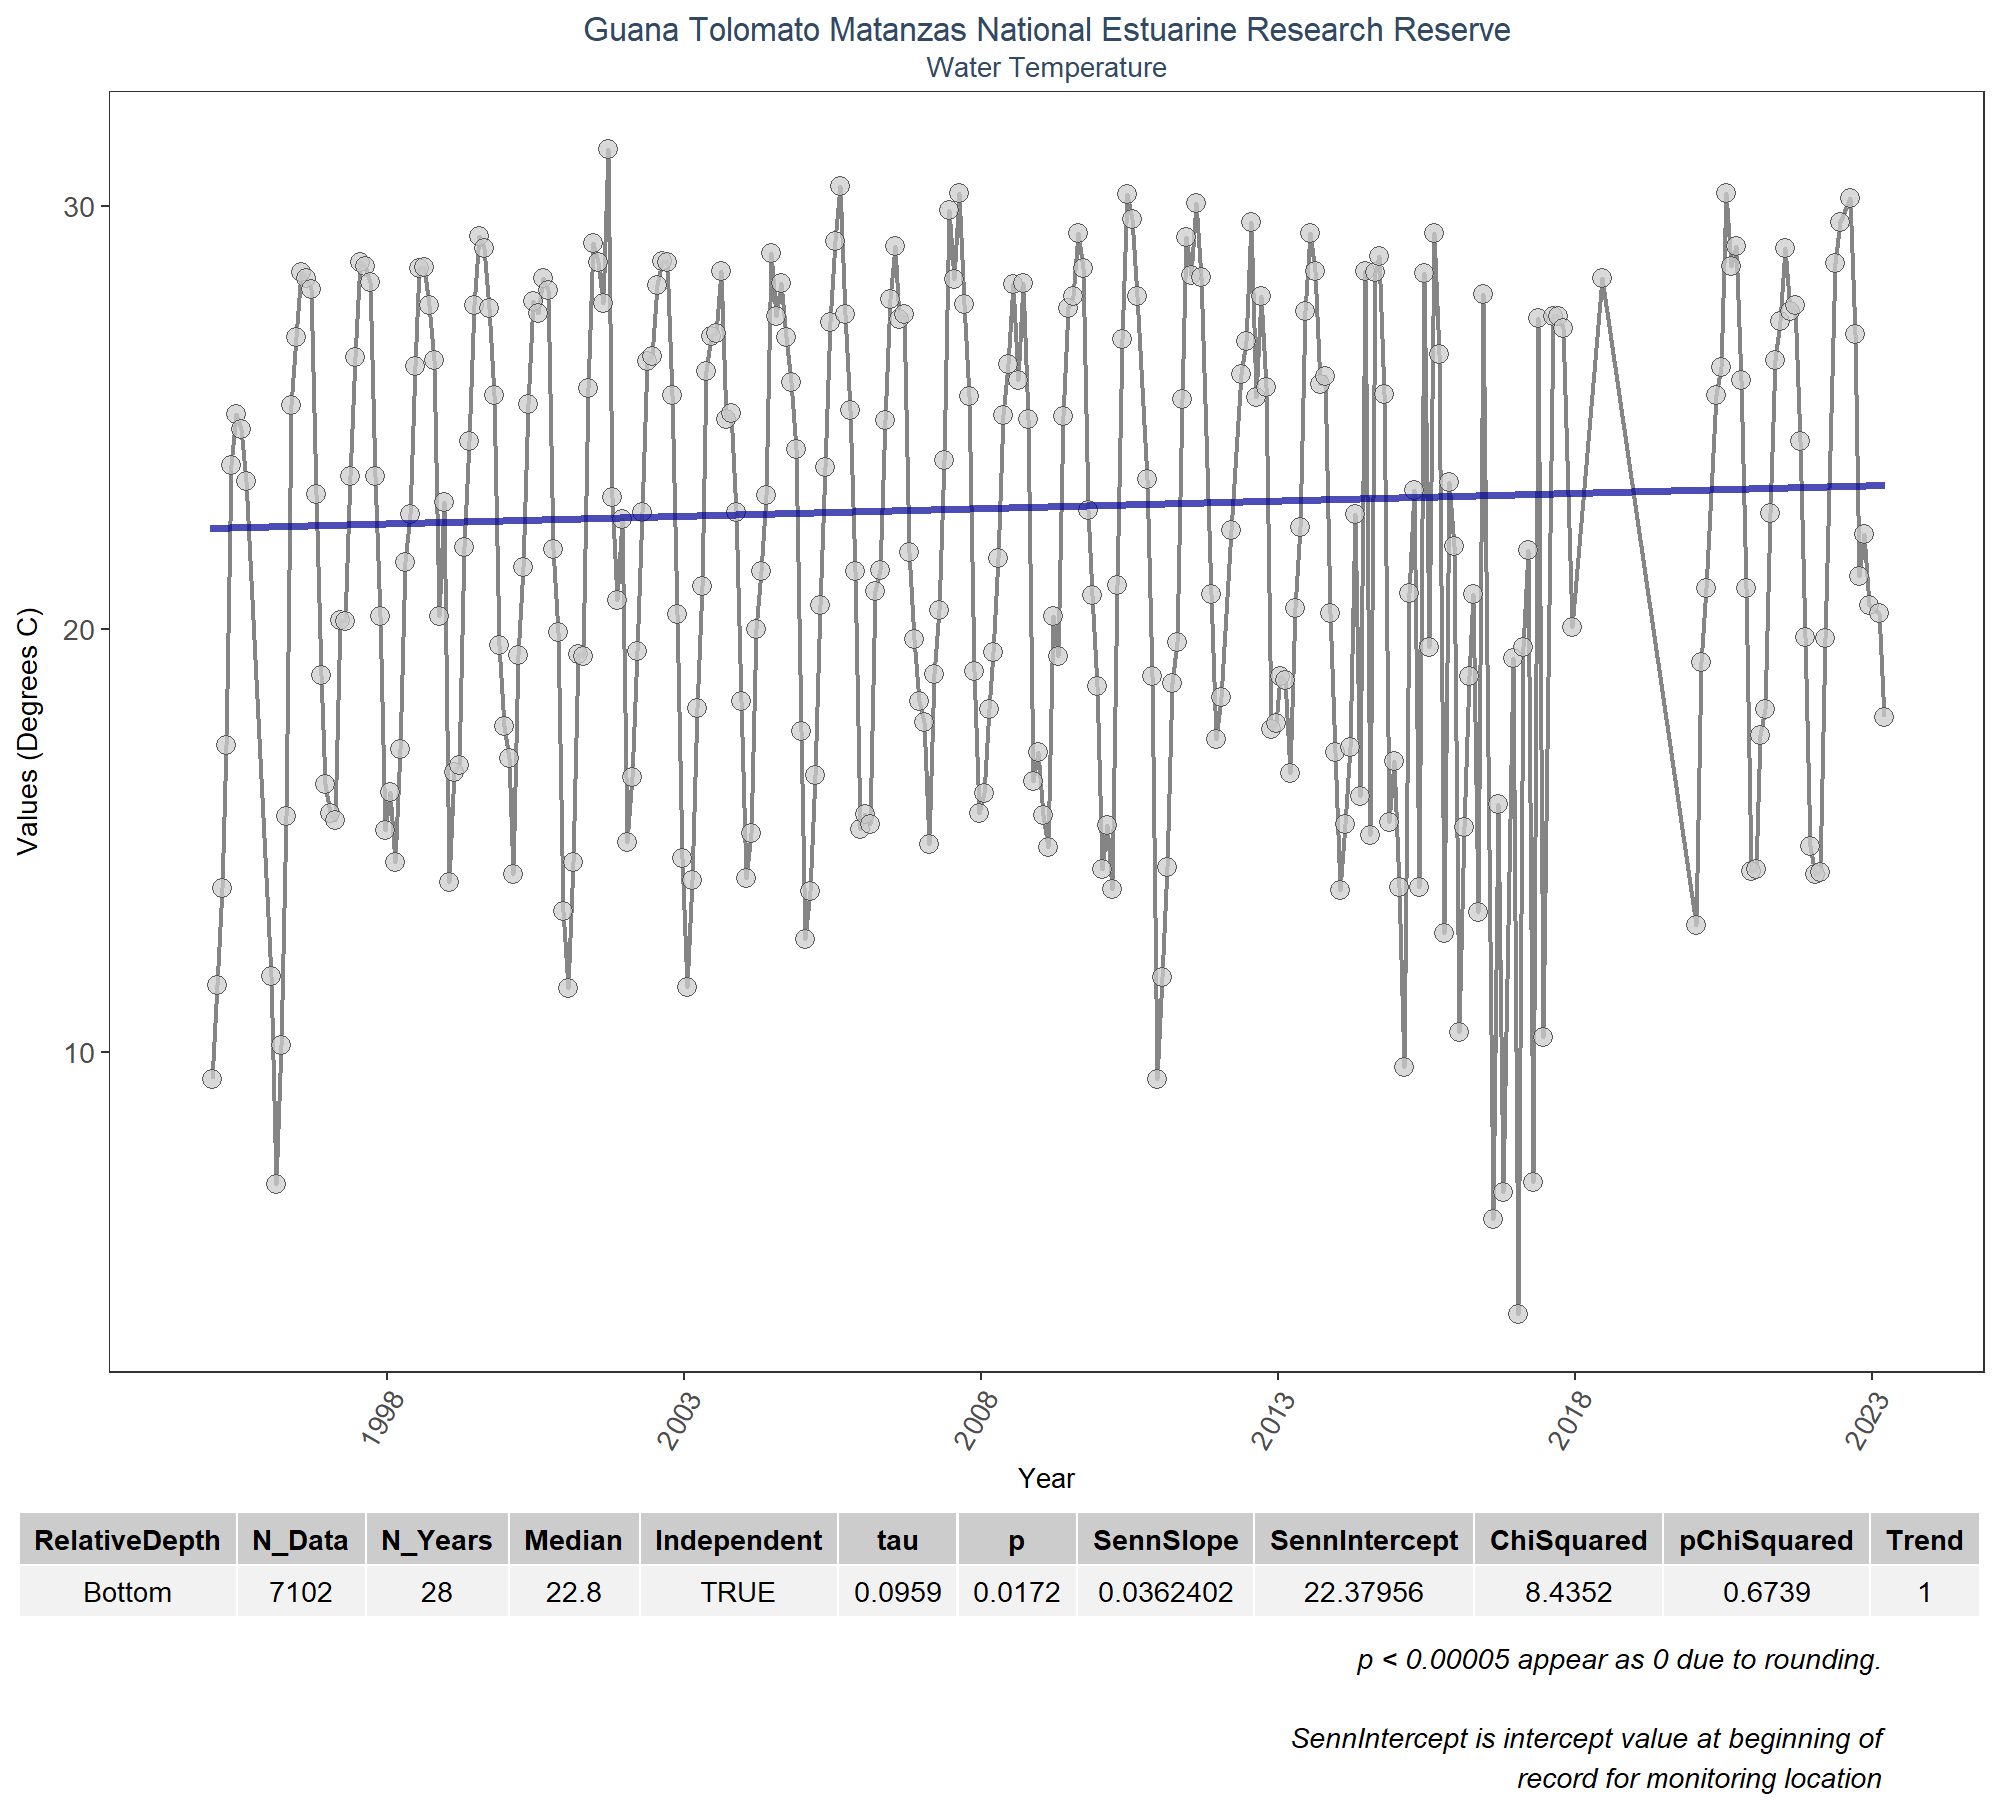 Guana Tolomato Matanzas National Estuarine Research Reserve
Water Temperature
Values (Degrees C)
30
20
10
1998
2003
2008
2013
2018
2023
Year
RelativeDepth N_Data N_Years Median Independent tau p SennSlope SennIntercept ChiSquared pChiSquared Trend
Bottom 7102 28 22.8 TRUE 0.0959 0.0172 0.0362402 22.37956 8.4352 0.6739 1
p < 0.00005 appear as 0 due to rounding.
SennIntercept is intercept value at beginning of
record for monitoring location